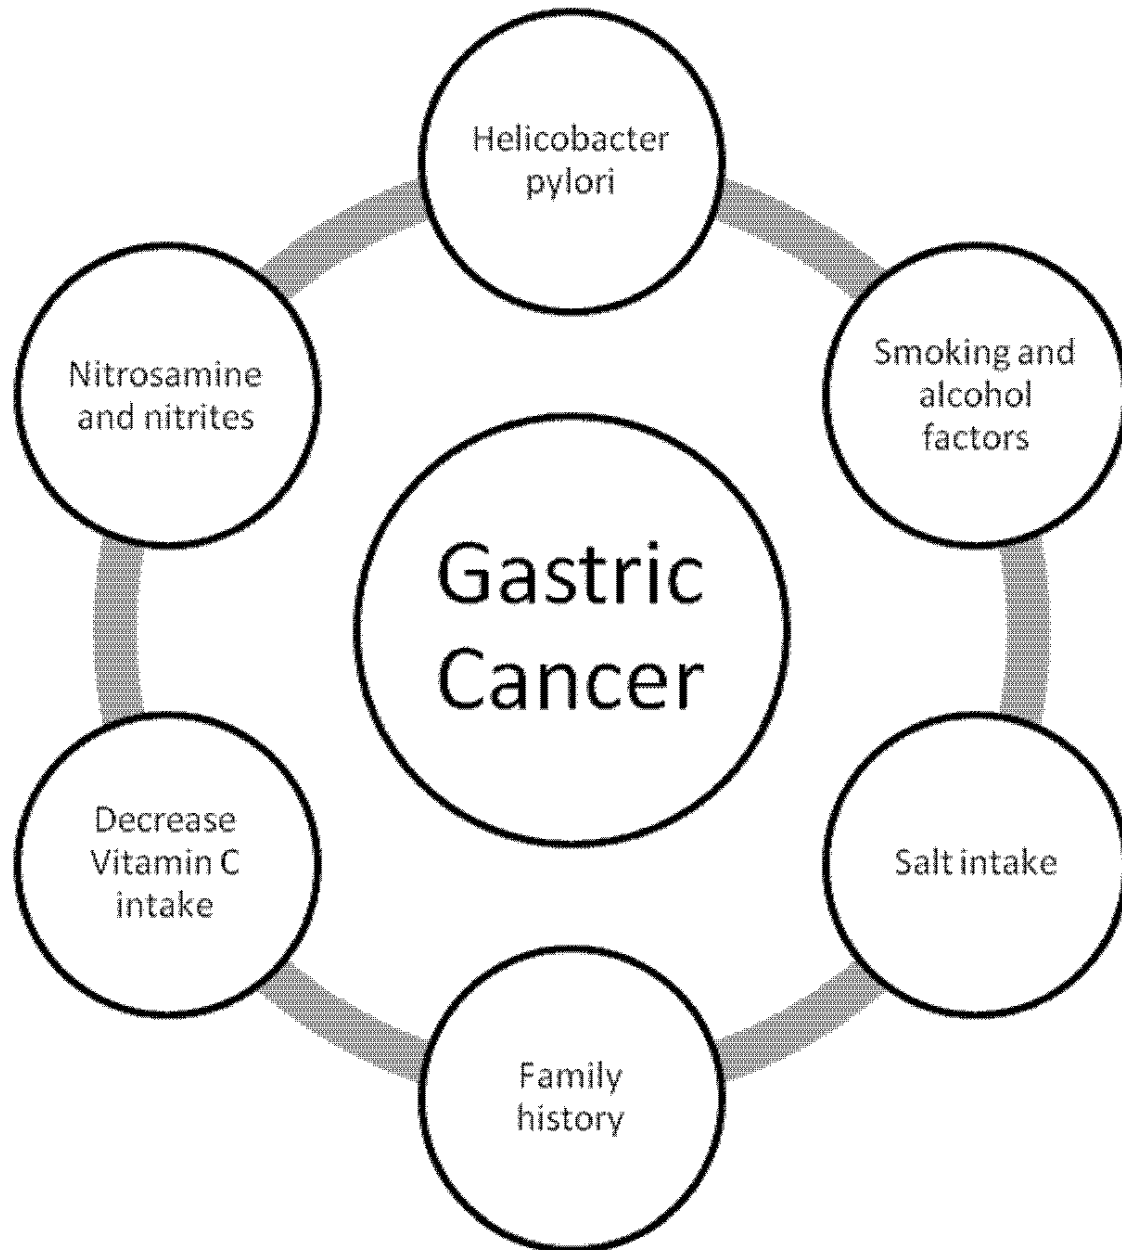 Helicobacter
pylori
Smoking and
alcohol
factors
Salt intake
Family
history
Decrease
Vitamin C
intake
Nitrosamine
and nitrites
Gastric
Cancer